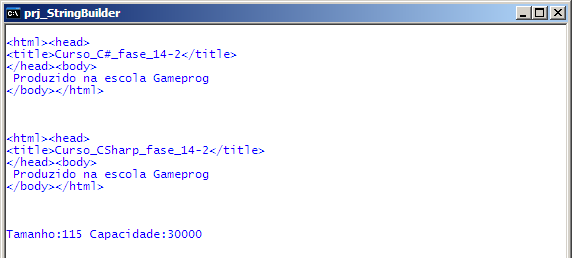 prj_StringBuilder
<html><head>
<title>Curso_C#_fase_14-2</title>
</head><body>
Produzido na escola Gameprog
</body></html>
<html><head>
<title>Curso_CSharp_fase_14-2</title>
</head><body>
Produzido na escola Gameprog
</body></html>
Tamanho:115 Capacidade:30000